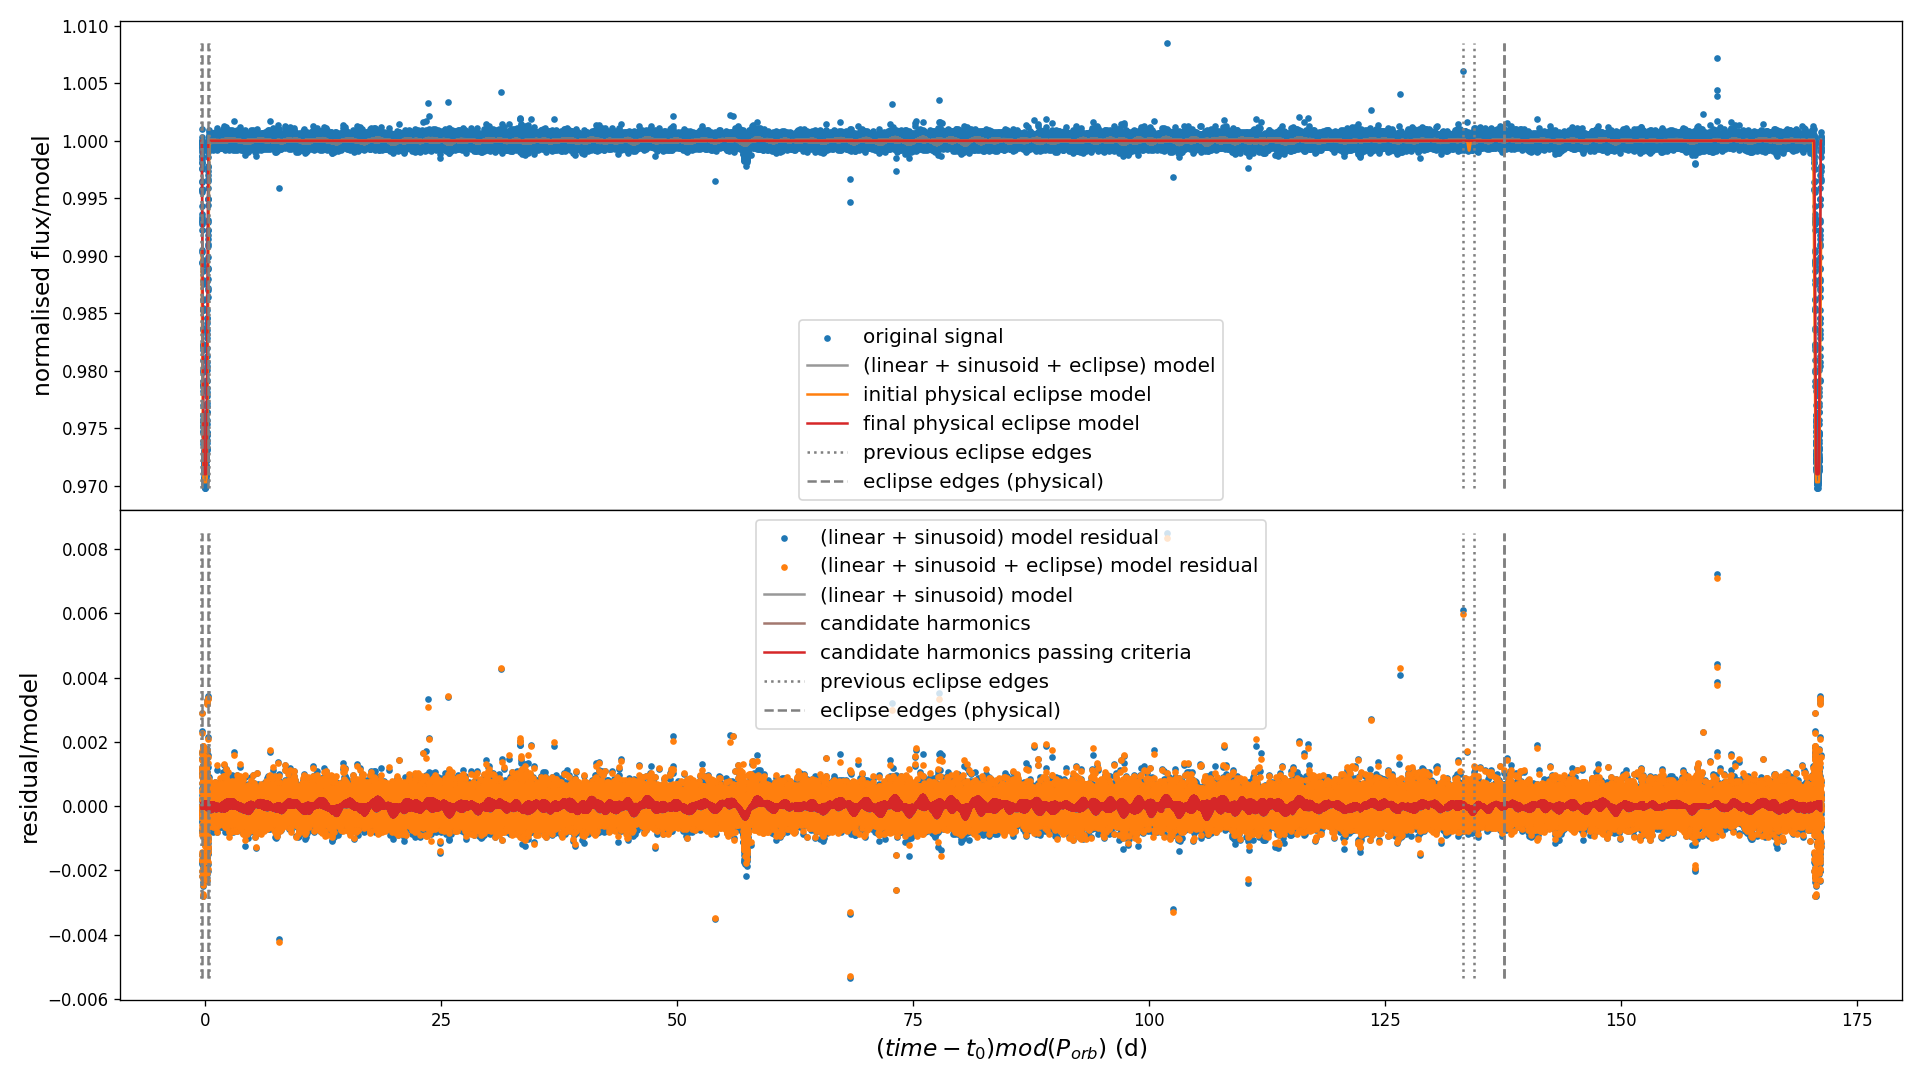 1.010
1.005
1.000
0.995
0.990
0.985
0.980
0.975
0.970
normalised flux/model
original signal
(linear + sinusoid + eclipse) model
initial physical eclipse model
final physical eclipse model
previous eclipse edges
eclipse edges (physical)
0.008
0.006
0.004
0.002
0.000
−0.002
−0.004
−0.006
residual/model
(linear + sinusoid) model residual
(linear + sinusoid + eclipse) model residual
(linear + sinusoid) model
candidate harmonics
candidate harmonics passing criteria
previous eclipse edges
eclipse edges (physical)
0 25 50 75 100 125 150 175
(time − t₀)mod(P_orb) (d)